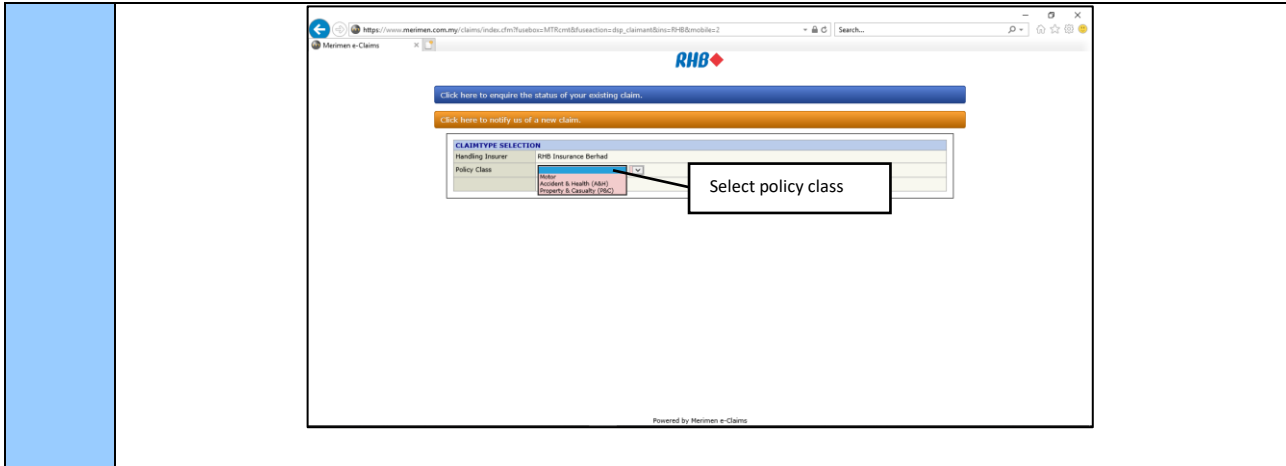 https://www.merimen.com.my/claims/index.cfm?fusebox=MTRcmt&fuseaction=dsp_claimant&ins=RHB&mobile=2
Search...
Merimen e-Claims
RHB
Click here to enquire the status of your existing claim.
Click here to notify us of a new claim.
CLAIMTYPE SELECTION
Handling Insurer RHB Insurance Berhad
Policy Class
Motor
Accident & Health (A&H)
Property & Casualty (P&C)
Select policy class
Powered by Merimen e-Claims